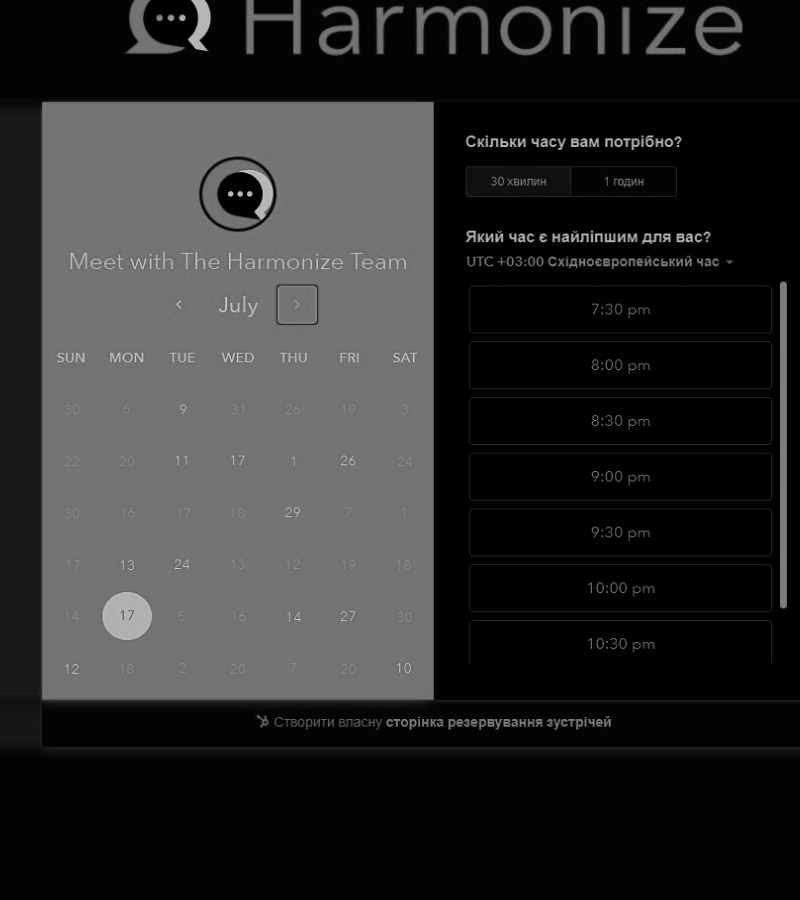 Harmonize
Meet with The Harmonize Team
July
SUN MON TUE WED THU FRI SAT
30 6 9 31 26 19 3
22 20 11 17 1 26 24
30 16 17 18 29 7 1
17 13 24 13 12 19 18
14 17 5 16 14 27 30
12 18 2 20 7 20 10
Скільки часу вам потрібно?
30 хвилин 1 годин
Який час є найліпшим для вас?
UTC +03:00 Східноєвропейський час
7:30 pm
8:00 pm
8:30 pm
9:00 pm
9:30 pm
10:00 pm
10:30 pm
Створити власну сторінка резервування зустрічей